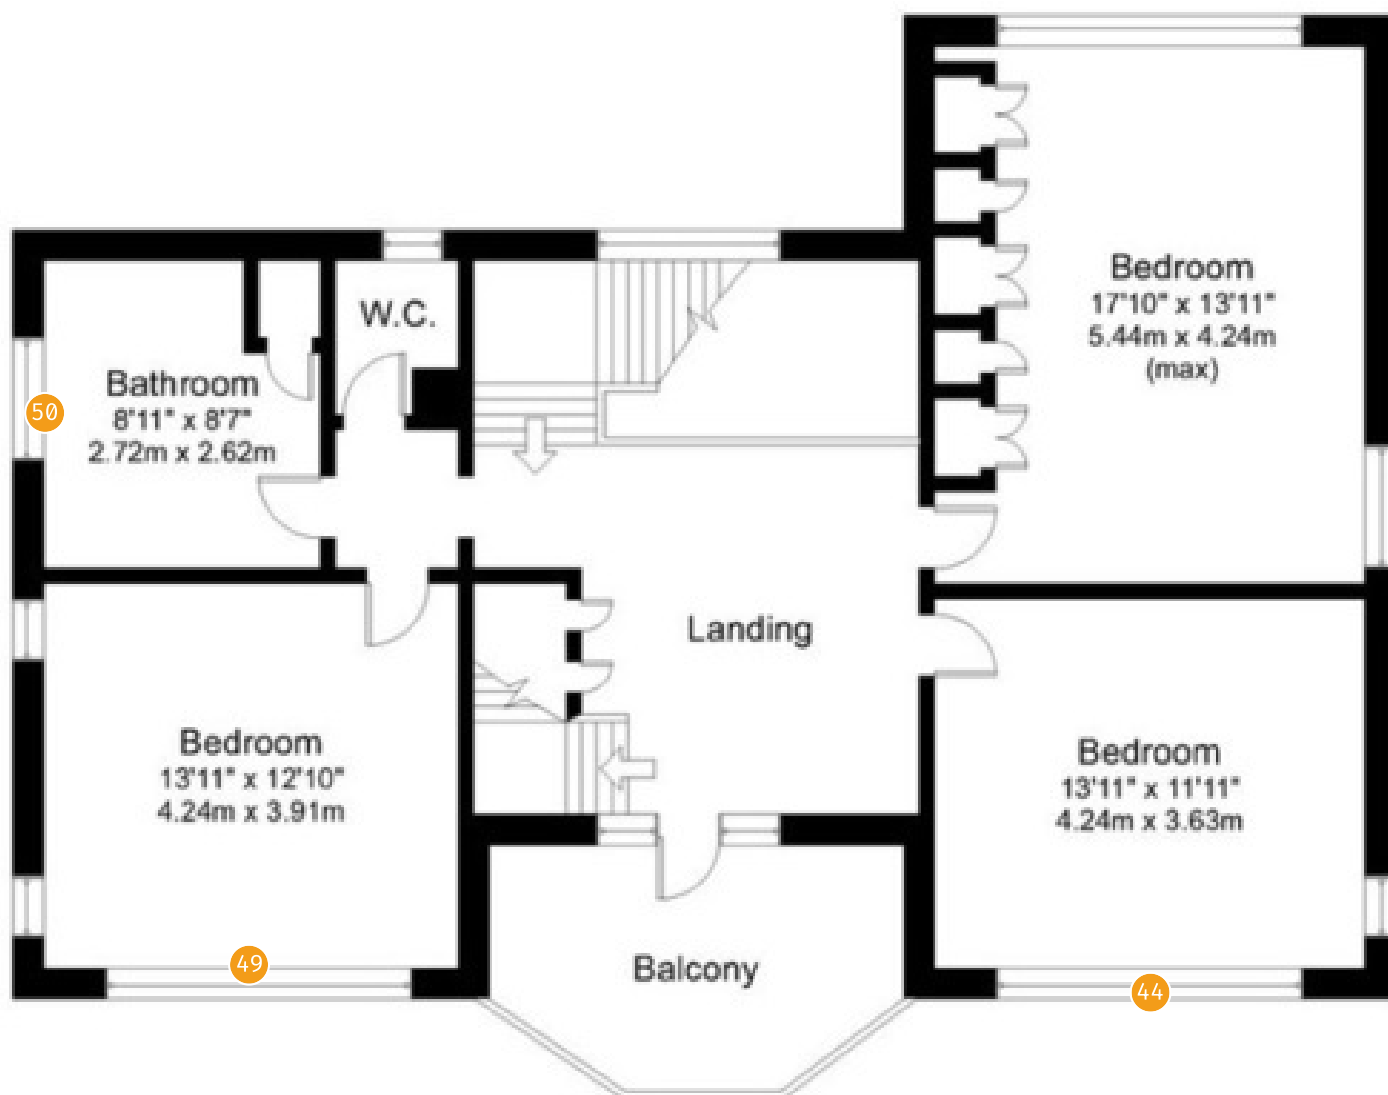 Bedroom
17'10" x 13'11"
5.44m x 4.24m
(max)
W.C.
Bathroom
8'11" x 8'7"
2.72m x 2.62m
50
Landing
Bedroom
13'11" x 12'10"
4.24m x 3.91m
Bedroom
13'11" x 11'11"
4.24m x 3.63m
49
Balcony
44